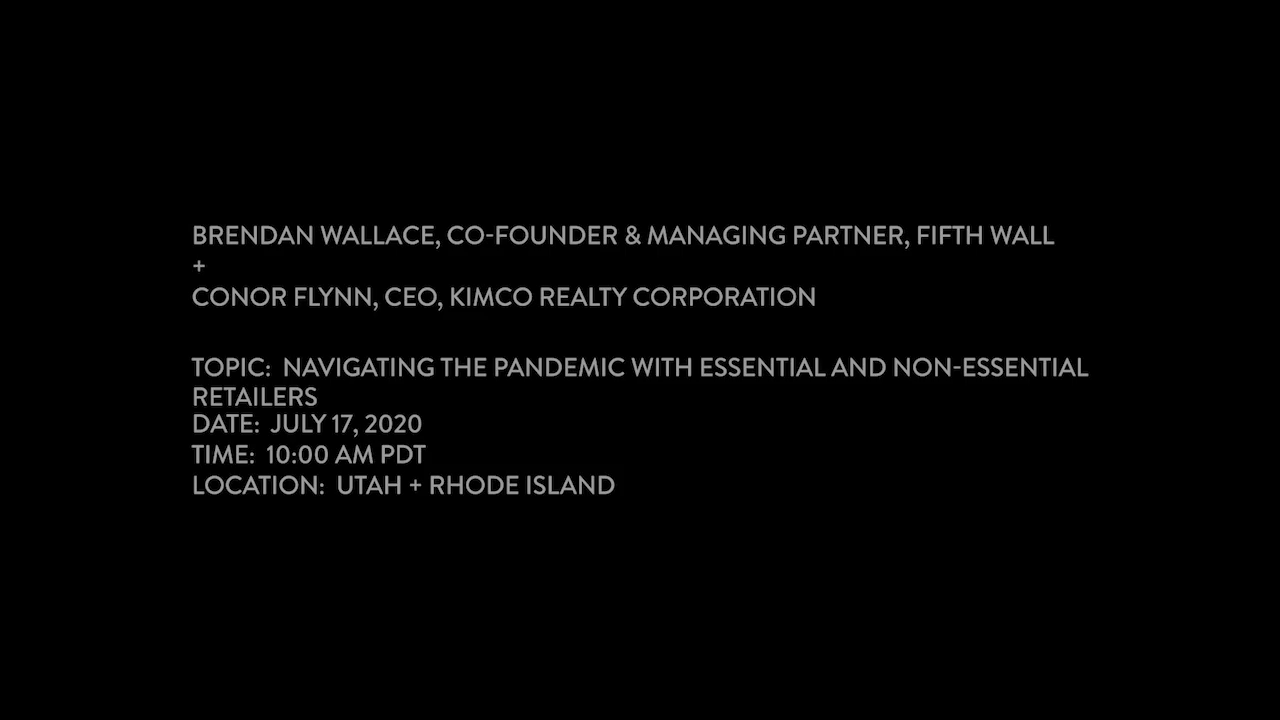 BRENDAN WALLACE, CO-FOUNDER & MANAGING PARTNER, FIFTH WALL
+
CONOR FLYNN, CEO, KIMCO REALTY CORPORATION
TOPIC: NAVIGATING THE PANDEMIC WITH ESSENTIAL AND NON-ESSENTIAL
RETAILERS
DATE: JULY 17, 2020
TIME: 10:00 AM PDT
LOCATION: UTAH + RHODE ISLAND